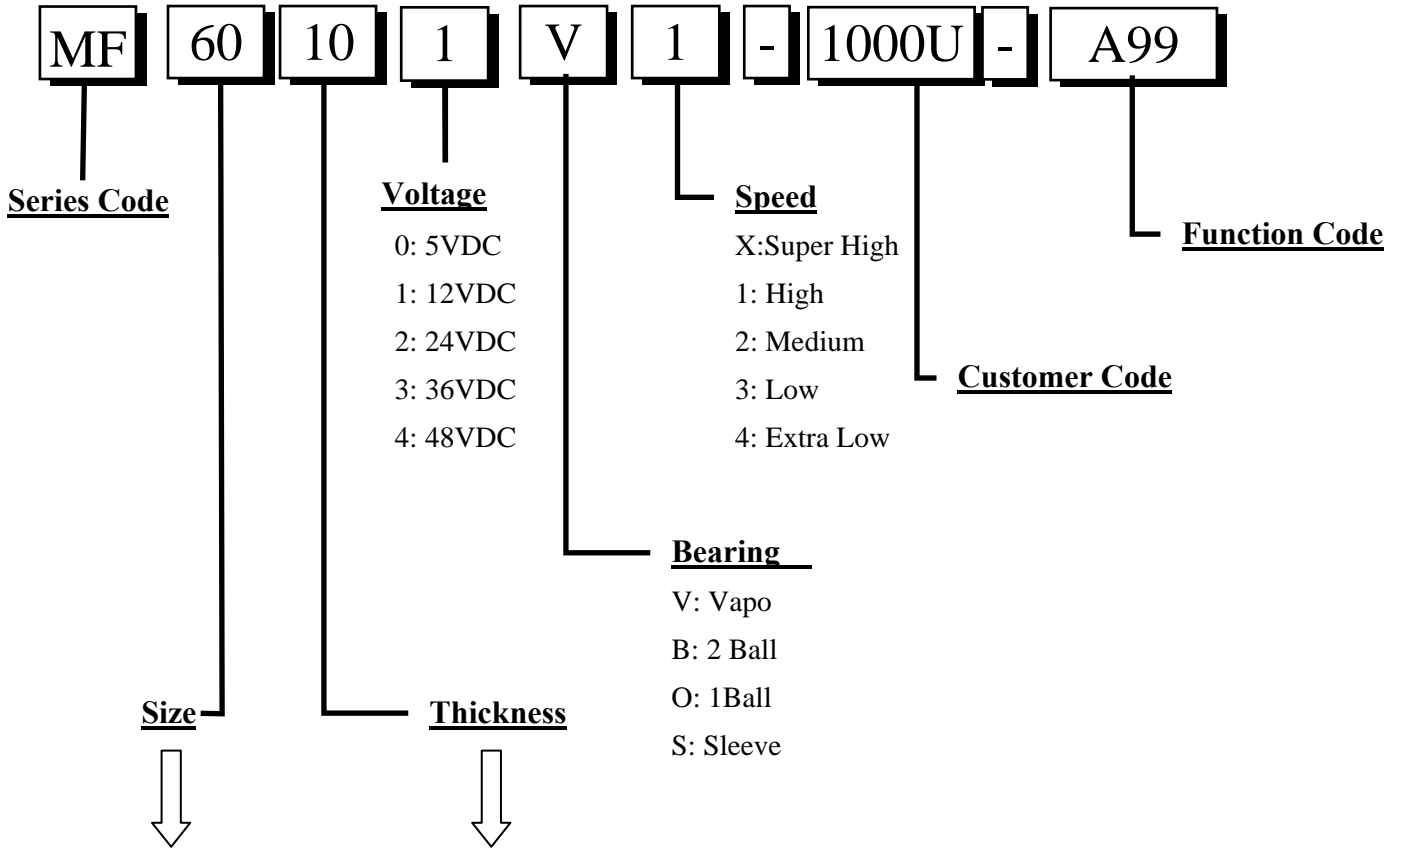 MF 60 10 1 V 1 - 1000U - A99
Series Code
Voltage
0: 5VDC
1: 12VDC
2: 24VDC
3: 36VDC
4: 48VDC
Speed
X:Super High
1: High
2: Medium
3: Low
4: Extra Low
Function Code
Customer Code
Bearing
V: Vapo
B: 2 Ball
O: 1Ball
S: Sleeve
Size
Thickness